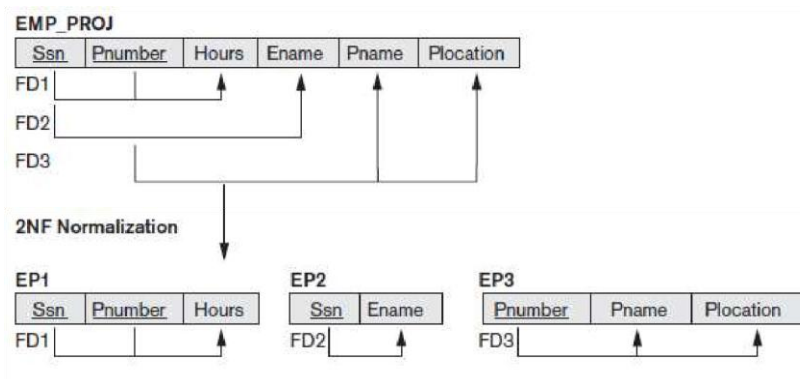 EMP_PROJ
Ssn Pnumber Hours Ename Pname Plocation
FD1
FD2
FD3
2NF Normalization
EP1 EP2 EP3
Ssn Pnumber Hours Ssn Ename Pnumber Pname Plocation
FD1 FD2 FD3